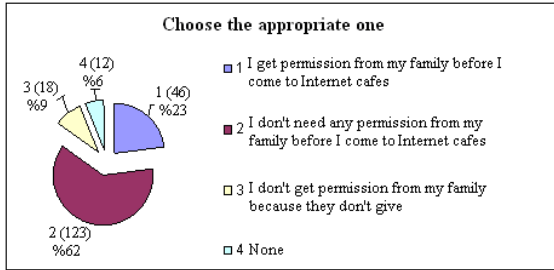 Choose the appropriate one
4 (12)
%6
3 (18)
%9
1 (46)
%23
2 (123)
%62
1 I get permission from my family before I
come to Internet cafes
2 I don't need any permission from my
family before I come to Internet cafes
3 I don't get permission from my family
because they don't give
4 None